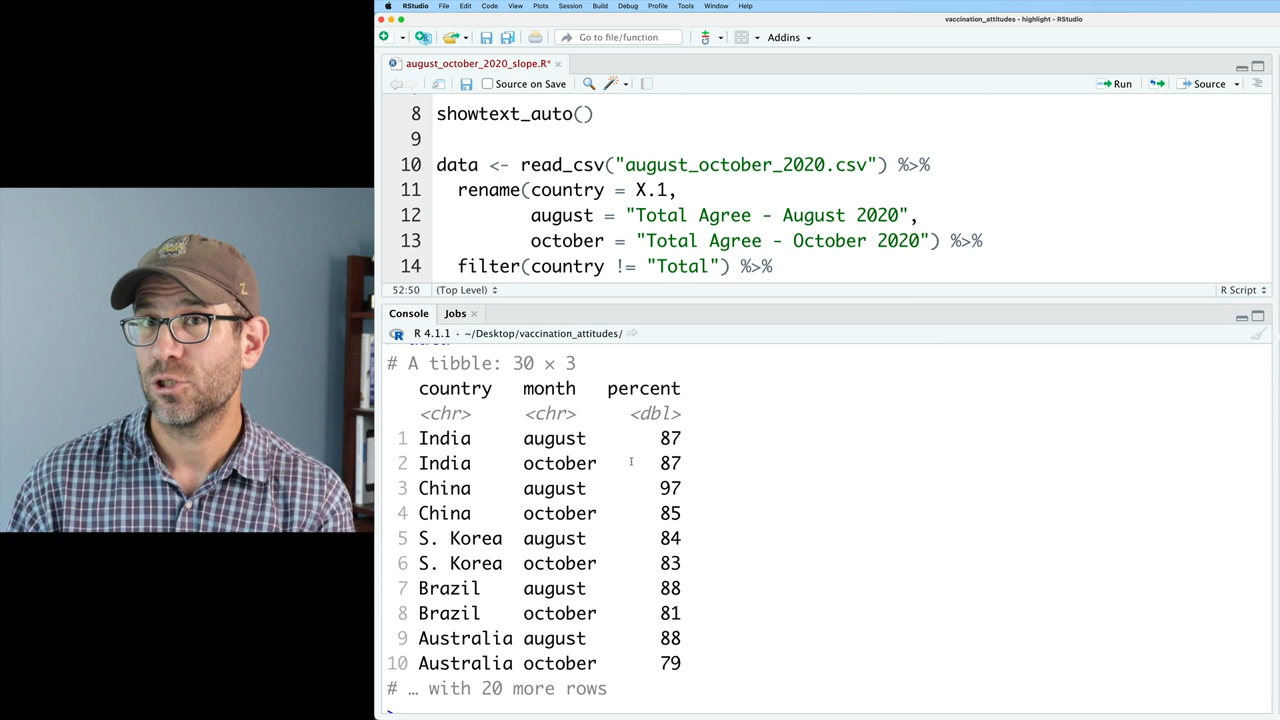 RStudio File Edit Code View Plots Session Build Debug Profile Tools Window Help
vaccination_attitudes - highlight - RStudio
Go to file/function Addins
august_october_2020_slope.R*
Source on Save Run Source
8 showtext_auto()
9
10 data <- read_csv("august_october_2020.csv") %>%
11 rename(country = X.1,
12 august = "Total Agree - August 2020",
13 october = "Total Agree - October 2020") %>%
14 filter(country != "Total") %>%
52:50 (Top Level) R Script
Console Jobs
R 4.1.1 · ~/Desktop/vaccination_attitudes/
# A tibble: 30 × 3
country month percent
<chr> <chr> <dbl>
1 India august 87
2 India october 87
3 China august 97
4 China october 85
5 S. Korea august 84
6 S. Korea october 83
7 Brazil august 88
8 Brazil october 81
9 Australia august 88
10 Australia october 79
# … with 20 more rows
>